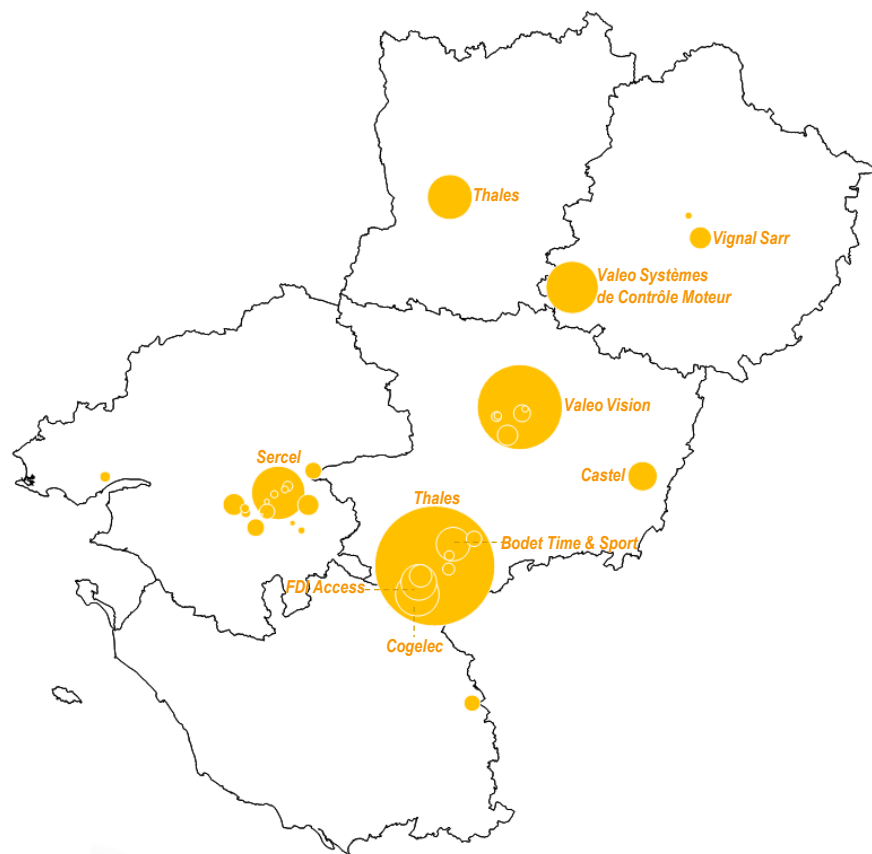 Thales
Vignal Sarr
Valeo Systèmes
de Contrôle Moteur
Valeo Vision
Sercel
Castel
Thales
Bodet Time & Sport
FDI Access
Cogelec